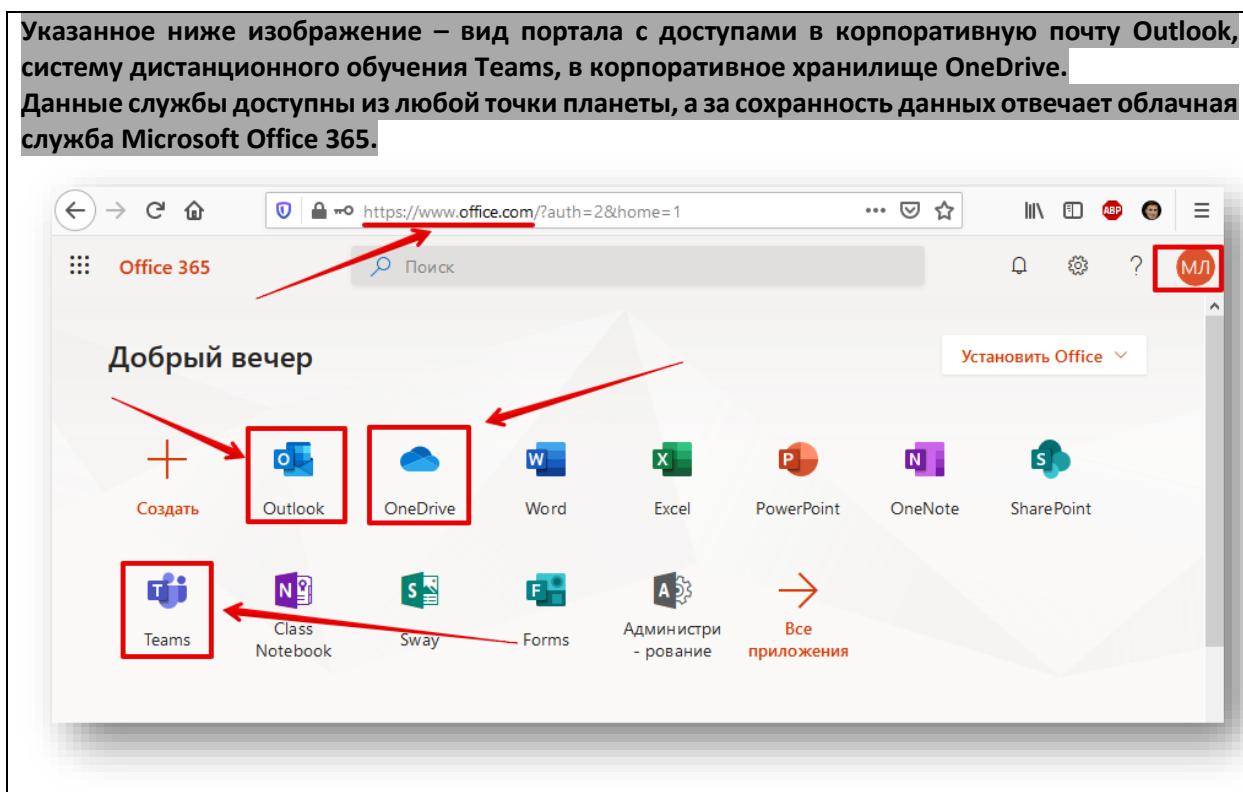 Указанное ниже изображение – вид портала с доступами в корпоративную почту Outlook,
систему дистанционного обучения Teams, в корпоративное хранилище OneDrive.
Данные службы доступны из любой точки планеты, а за сохранность данных отвечает облачная
служба Microsoft Office 365.
https://www.office.com/?auth=2&home=1
ABP
Office 365
Поиск
?
МЛ
Добрый вечер
Установить Office
Создать
Outlook
OneDrive
Word
Excel
PowerPoint
OneNote
SharePoint
Teams
Class
Notebook
Sway
Forms
Администри
- рование
Все
приложения